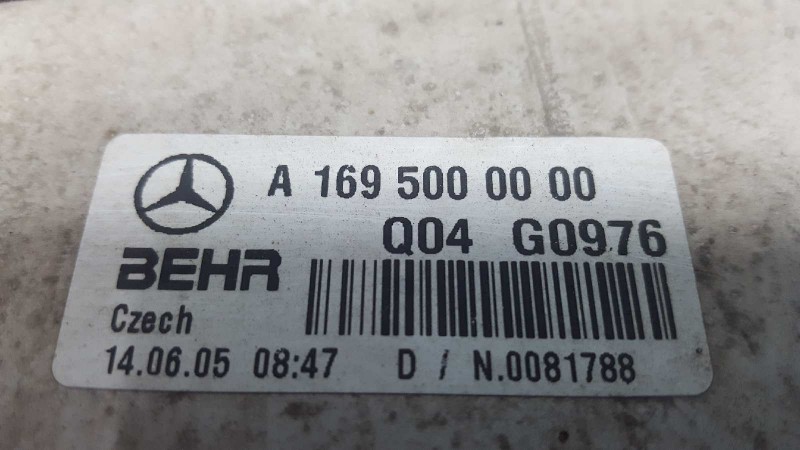 A 169 500 00 00
Q04 G0976
BEHR
Czech
14.06.05 08:47 D / N.0081788